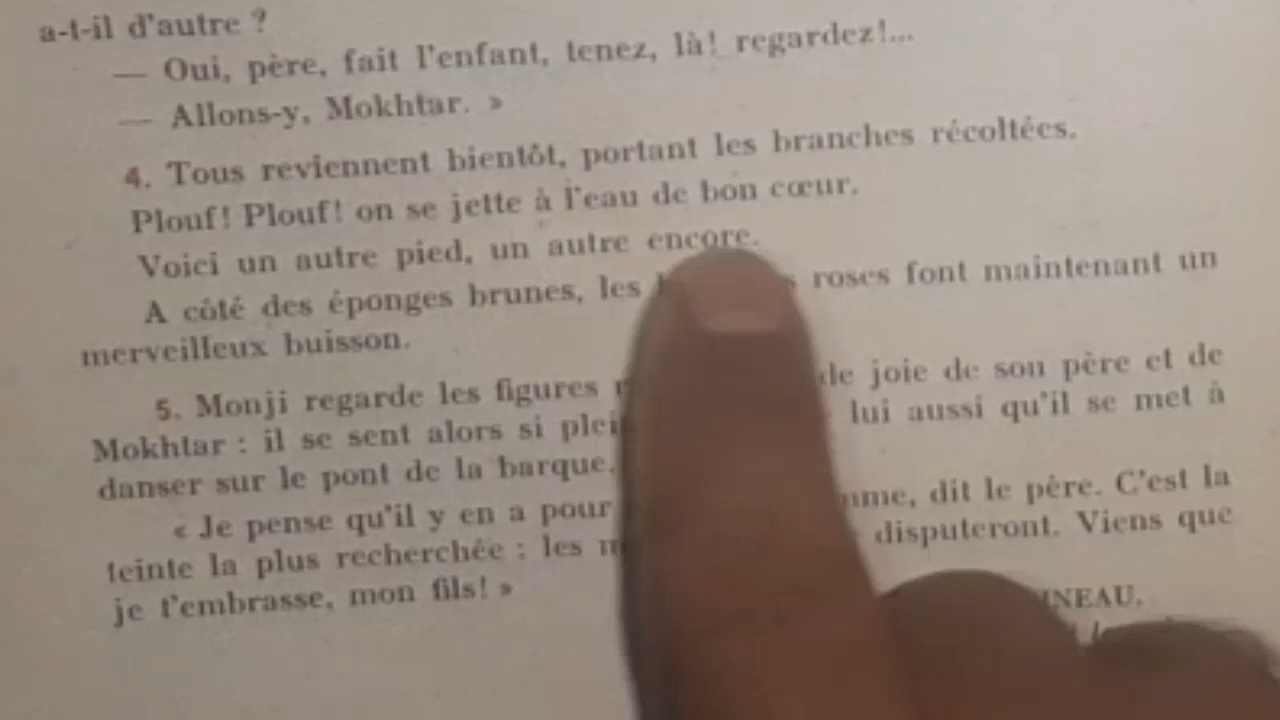 a-t-il d'autre ?
— Oui, père, fait l'enfant, tenez, là! regardez!...
— Allons-y, Mokhtar. »
4. Tous reviennent bientôt, portant les branches récoltées.
Plouf! Plouf! on se jette à l'eau de bon cœur.
Voici un autre pied, un autre encore.
A côté des éponges brunes, les roses font maintenant un
merveilleux buisson.
5. Monji regarde les figures de joie de son père et de
Mokhtar : il se sent alors si lui aussi qu'il se met à
danser sur le pont de la barque.
« Je pense qu'il y en a pour dit le père. C'est la
teinte la plus recherchée : les disputeront. Viens que
je t'embrasse, mon fils! »